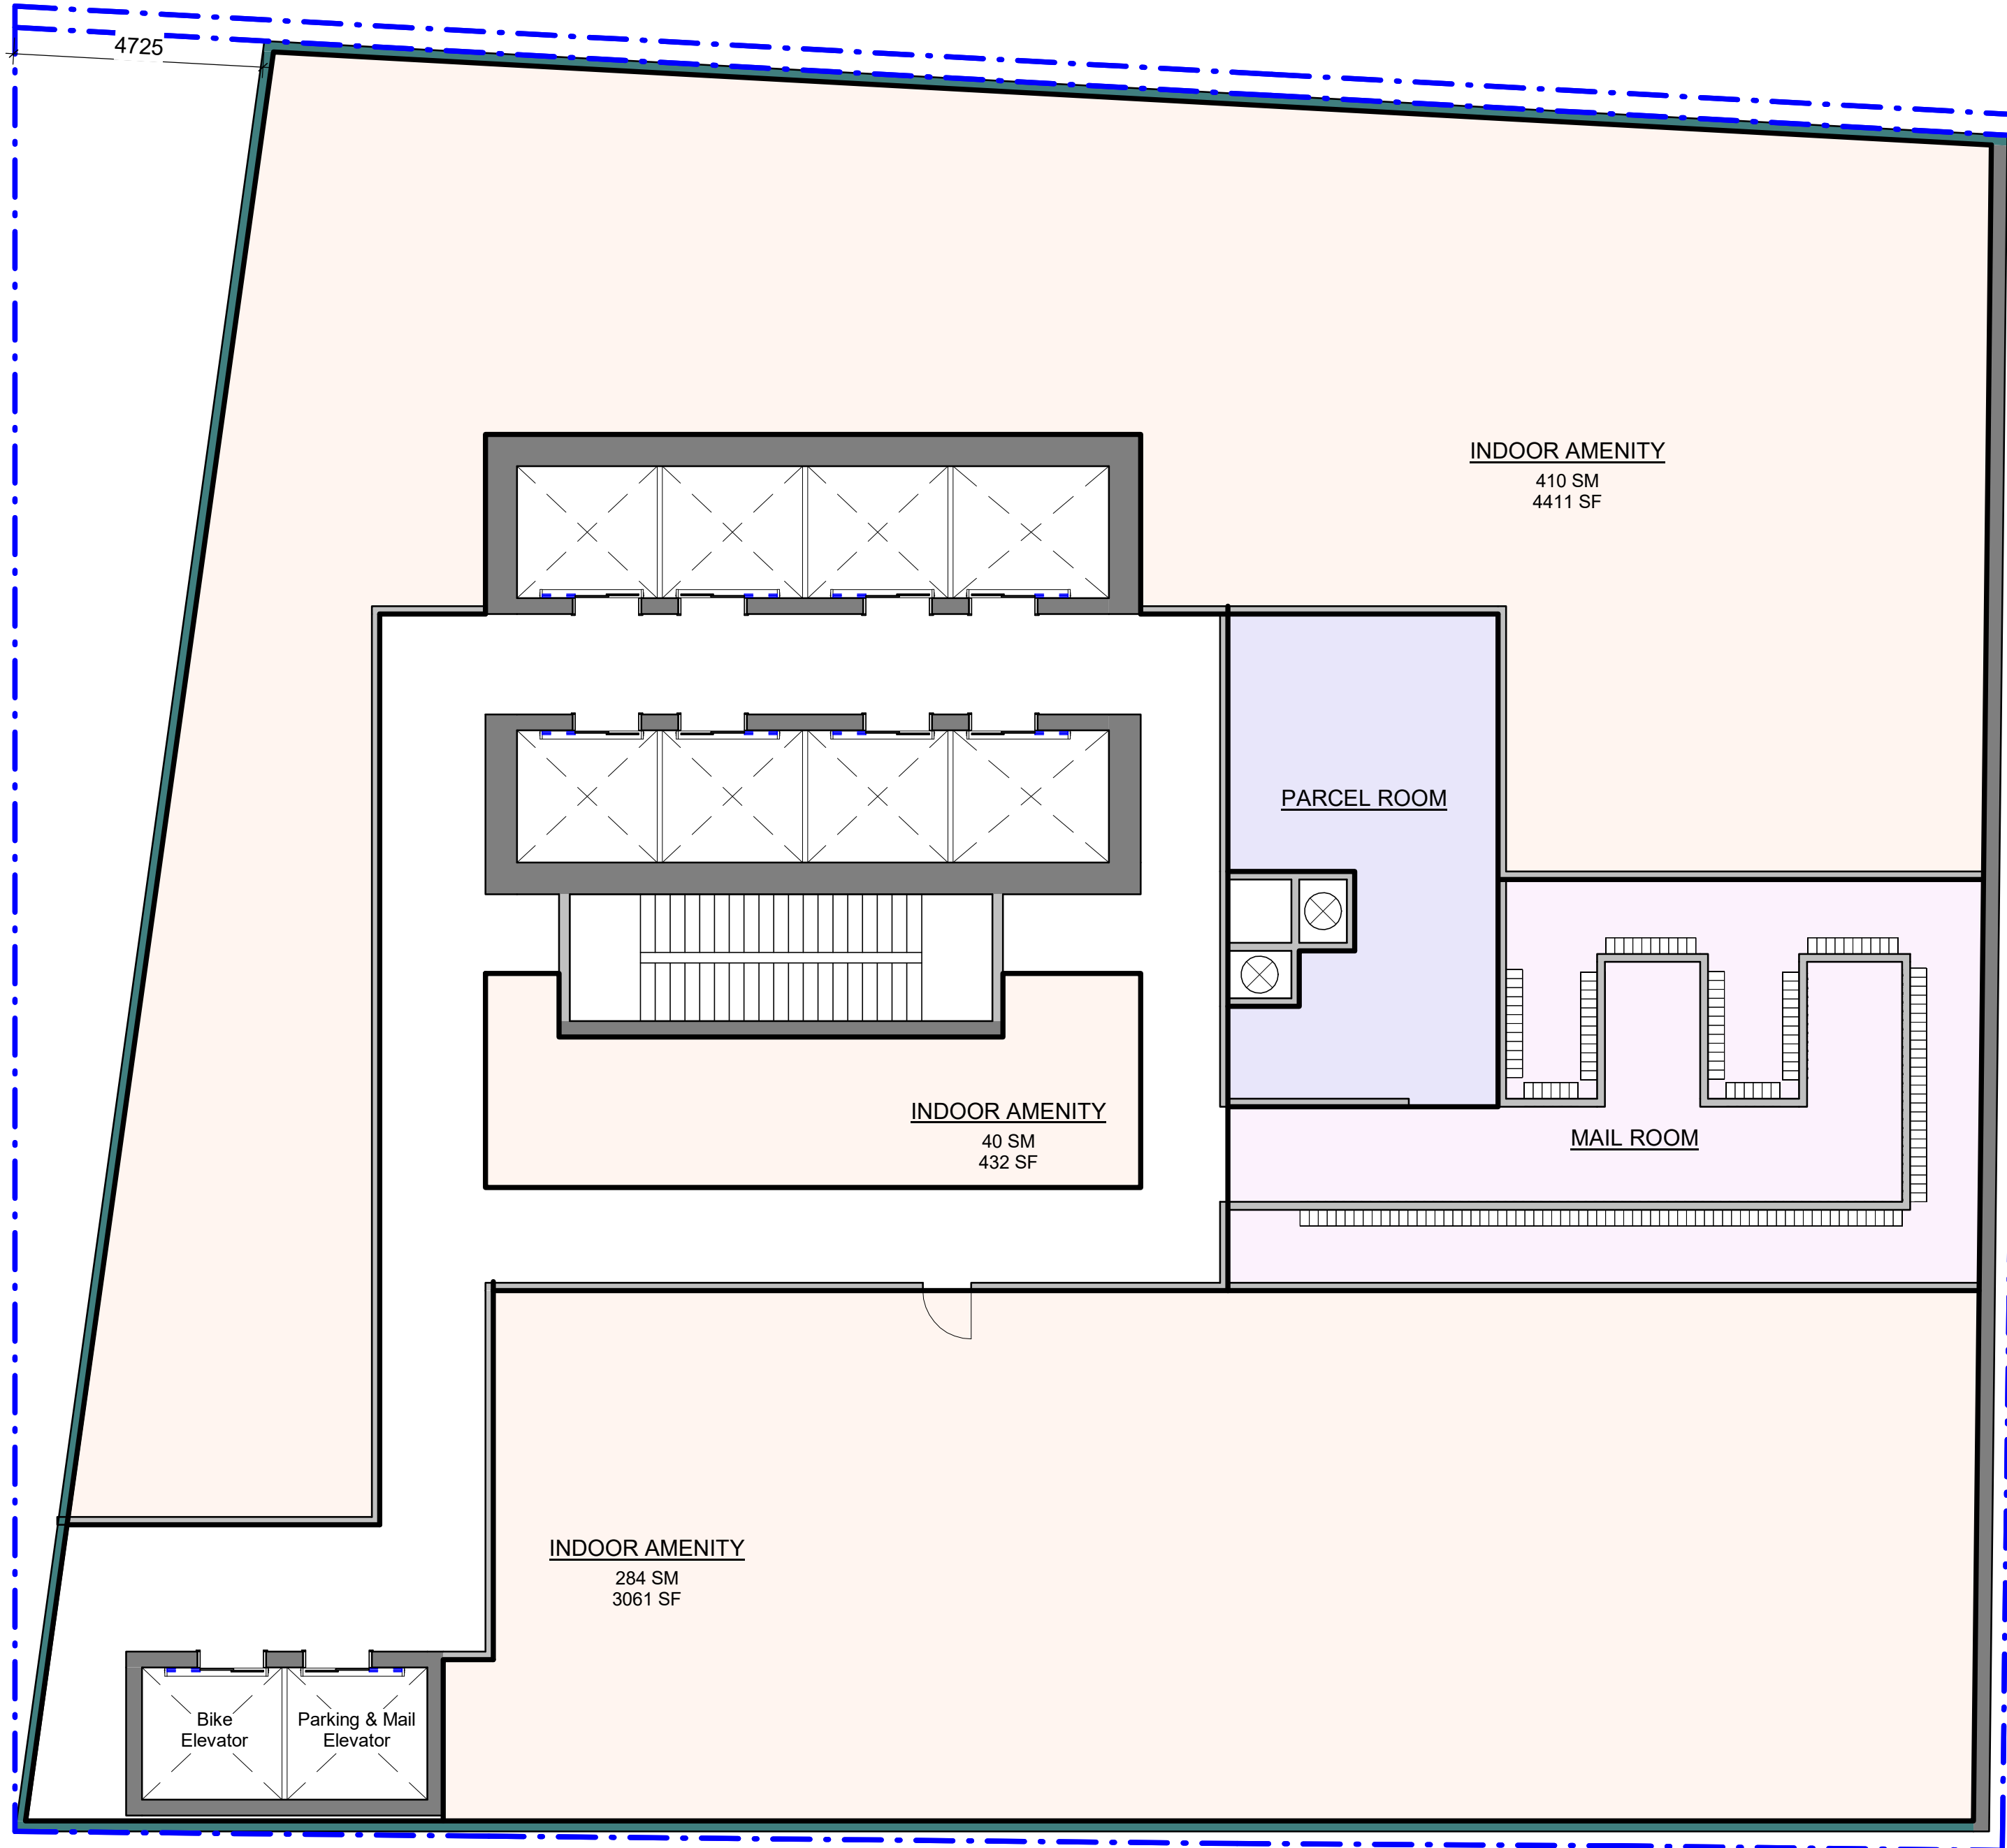 4725
INDOOR AMENITY
410 SM
4411 SF
PARCEL ROOM
INDOOR AMENITY
40 SM
432 SF
MAIL ROOM
INDOOR AMENITY
284 SM
3061 SF
Bike
Elevator
Parking & Mail
Elevator